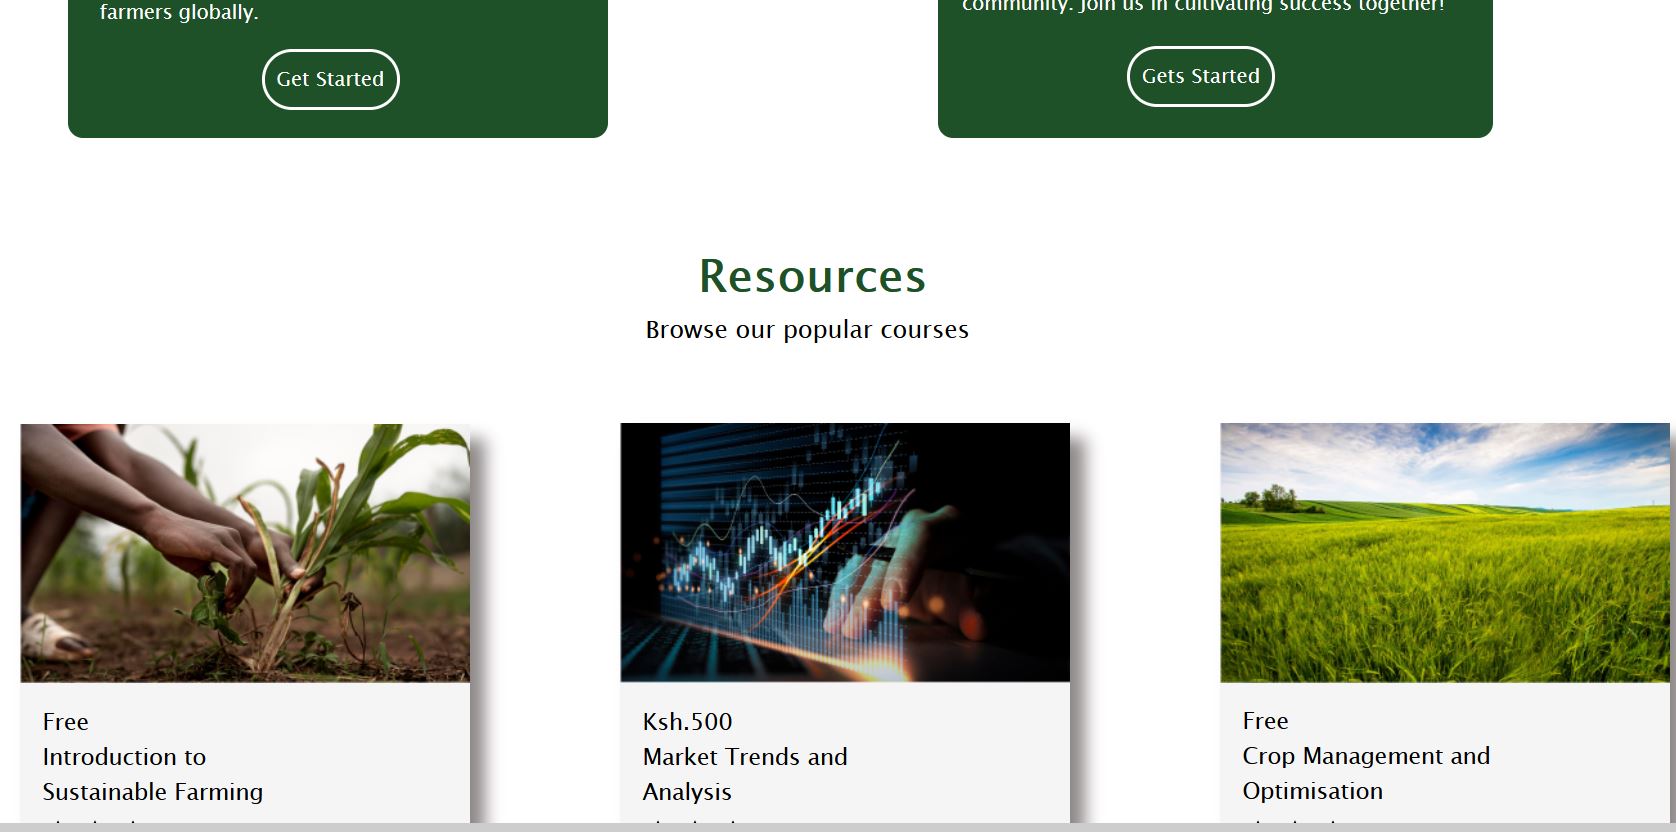 farmers globally.
community. Join us in cultivating success together!
Get Started
Gets Started
Resources
Browse our popular courses
Free
Introduction to
Sustainable Farming
Ksh.500
Market Trends and
Analysis
Free
Crop Management and
Optimisation